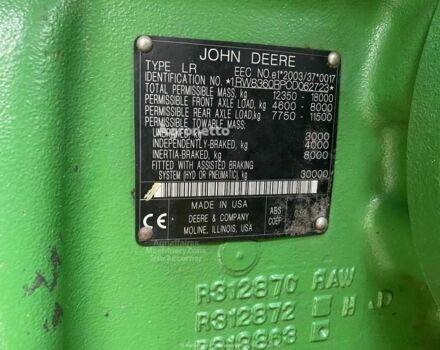 JOHN DEERE
TYPE LR EEC NO.e1*2003/37*0017
IDENTIFICATION NO. *1RW8360RPCD062723*
TOTAL PERMISSIBLE MASS, kg 12350 - 18000
PERMISSIBLE FRONT AXLE LOAD, kg 4600 - 8000
PERMISSIBLE REAR AXLE LOAD, kg 7750 - 11500
PERMISSIBLE TOWABLE MASS:
UNBRAKED, kg 3000
INDEPENDENTLY-BRAKED, kg 4000
INERTIA-BRAKED, kg 8000
FITTED WITH ASSISTED BRAKING
SYSTEM (HYD OR PNEUMATIC), kg 30000
MADE IN USA
CE DEERE & COMPANY
MOLINE, ILLINOIS, USA
ABS
COEF
R312870 RAW
R312872 H